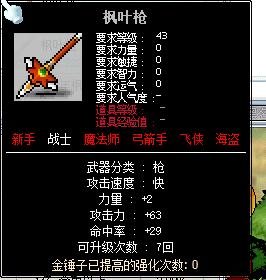 枫叶枪
要求等级: 43
要求力量: 0
要求敏捷: -
要求智力: 0
要求运气: -
要求人气度: -
道具等级: -
道具经验值: -
新手 战士 魔法师 弓箭手 飞侠 海盗
武器分类 : 枪
攻击速度 : 快
力量 : +2
攻击力 : +63
命中率 : +29
可升级次数 : 7回
金锤子已提高的强化次数: 0